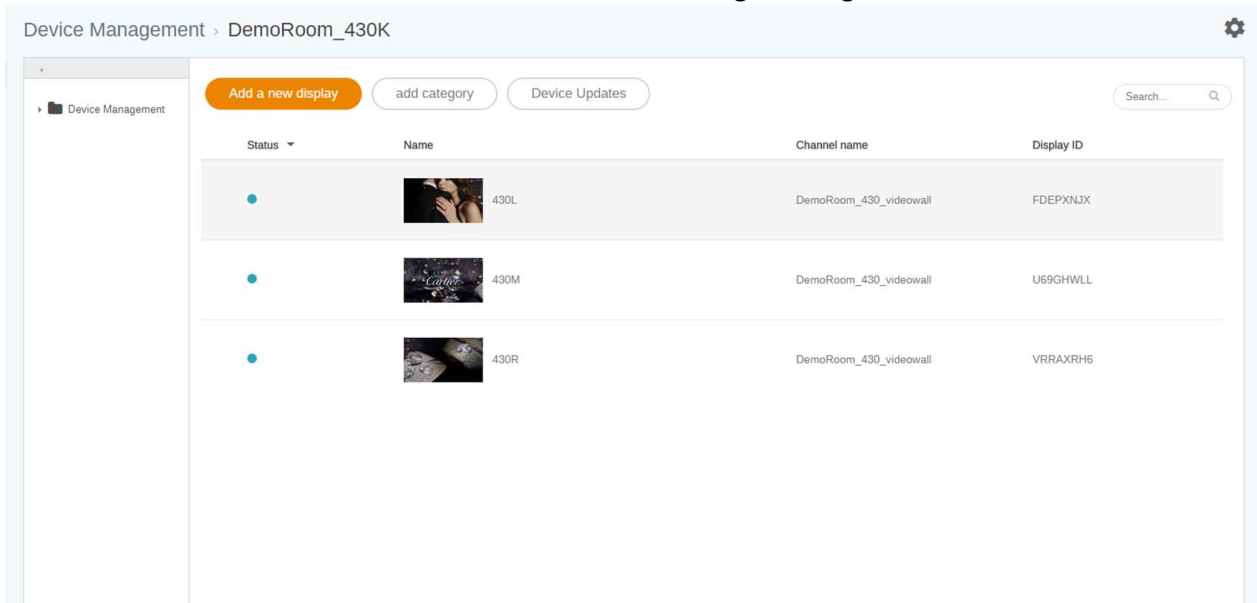 Device Management › DemoRoom_430K
Device Management
Add a new display add category Device Updates Search...
Status Name Channel name Display ID
430L DemoRoom_430_videowall FDEPXNJX
Cartier 430M DemoRoom_430_videowall U69GHWLL
430R DemoRoom_430_videowall VRRAXRH6